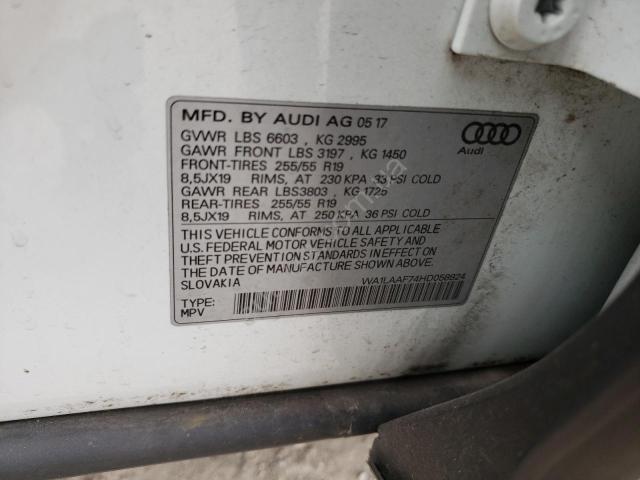 MFD. BY AUDI AG 05 17
GVWR LBS 6603 , KG 2995
GAWR FRONT LBS 3197 , KG 1450
FRONT-TIRES 255/55 R19
8,5JX19 RIMS, AT 230 KPA 33 PSI COLD
GAWR REAR LBS3803 , KG 1725
REAR-TIRES 255/55 R19
8,5JX19 RIMS, AT 250 KPA 36 PSI COLD
Audi
THIS VEHICLE CONFORMS TO ALL APPLICABLE
U.S. FEDERAL MOTOR VEHICLE SAFETY AND
THEFT PREVENTION STANDARDS IN EFFECT ON
THE DATE OF MANUFACTURE SHOWN ABOVE
SLOVAKIA
WA1LAAF74HD058924
TYPE:
MPV